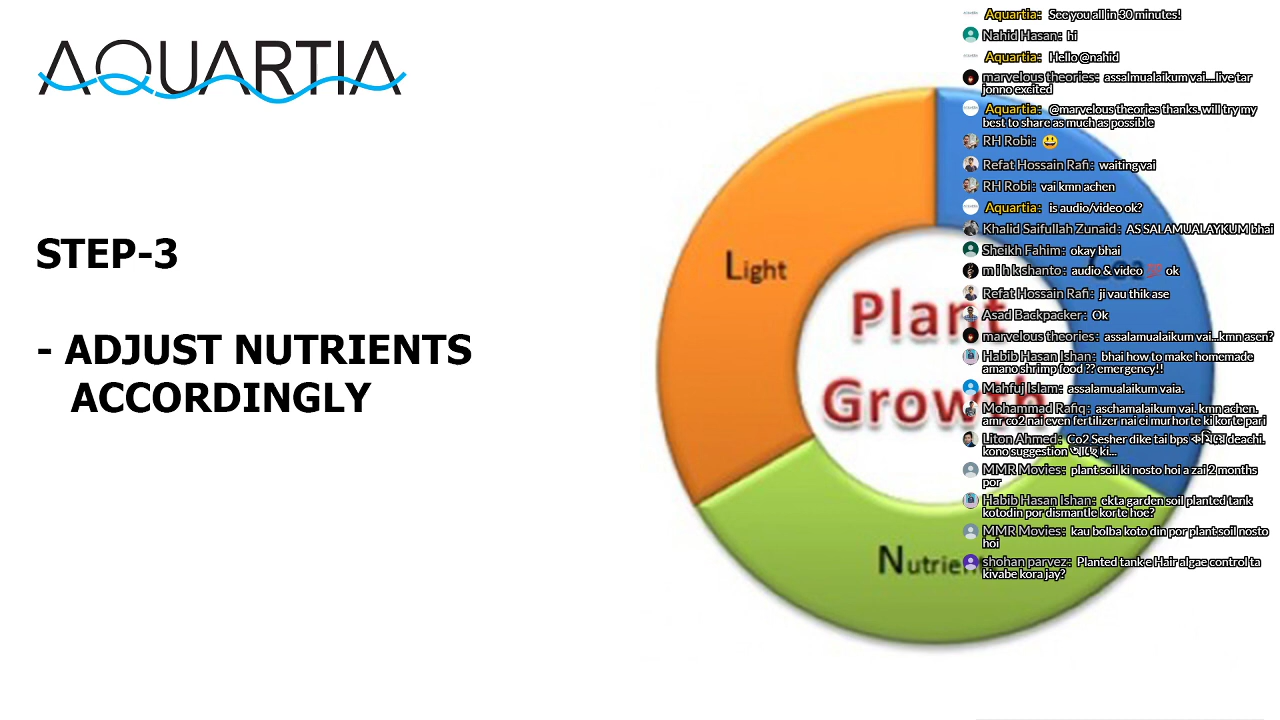 AQUARTIA
STEP-3
- ADJUST NUTRIENTS
ACCORDINGLY
Light
Plant
Growth
Nutrien
Aquartia: See you all in 30 minutes!
Nahid Hasan: hi
Aquartia: Hello @nahid
marvelous theories: assalmualaikum vai....live tar
jonno excited
Aquartia: @marvelous theories thanks. will try my
best to share as much as possible
RH Robi: 😃
Refat Hossain Rafi: waiting vai
RH Robi: vai kmn achen
Aquartia: is audio/video ok?
Khalid Saifullah Zunaid: AS SALAMUALAYKUM bhai
Sheikh Fahim: okay bhai
m i h k shanto: audio & video 💯 ok
Refat Hossain Rafi: ji vau thik ase
Asad Backpacker: Ok
marvelous theories: assalamualaikum vai...kmn asen?
Habib Hasan Ishan: bhai how to make homemade
amano shrimp food ?? emergency!!
Mahfuj Islam: assalamualaikum vaia.
Mohammad Rafiq: aschamalaikum vai. kmn achen.
amr co2 nai even fertilizer nai ei murhorte ki korte pari
Liton Ahmed: Co2 Sesher dike tai bps কমিয়ে deachi.
kono suggestion আছে ki...
MMR Movies: plant soil ki nosto hoi a zai 2 months
por
Habib Hasan Ishan: ekta garden soil planted tank
kotodin por dismantle korte hoe?
MMR Movies: kau bolba koto din por plant soil nosto
hoi
shohan parvez: Planted tank e Hair algae control ta
kivabe kora jay?